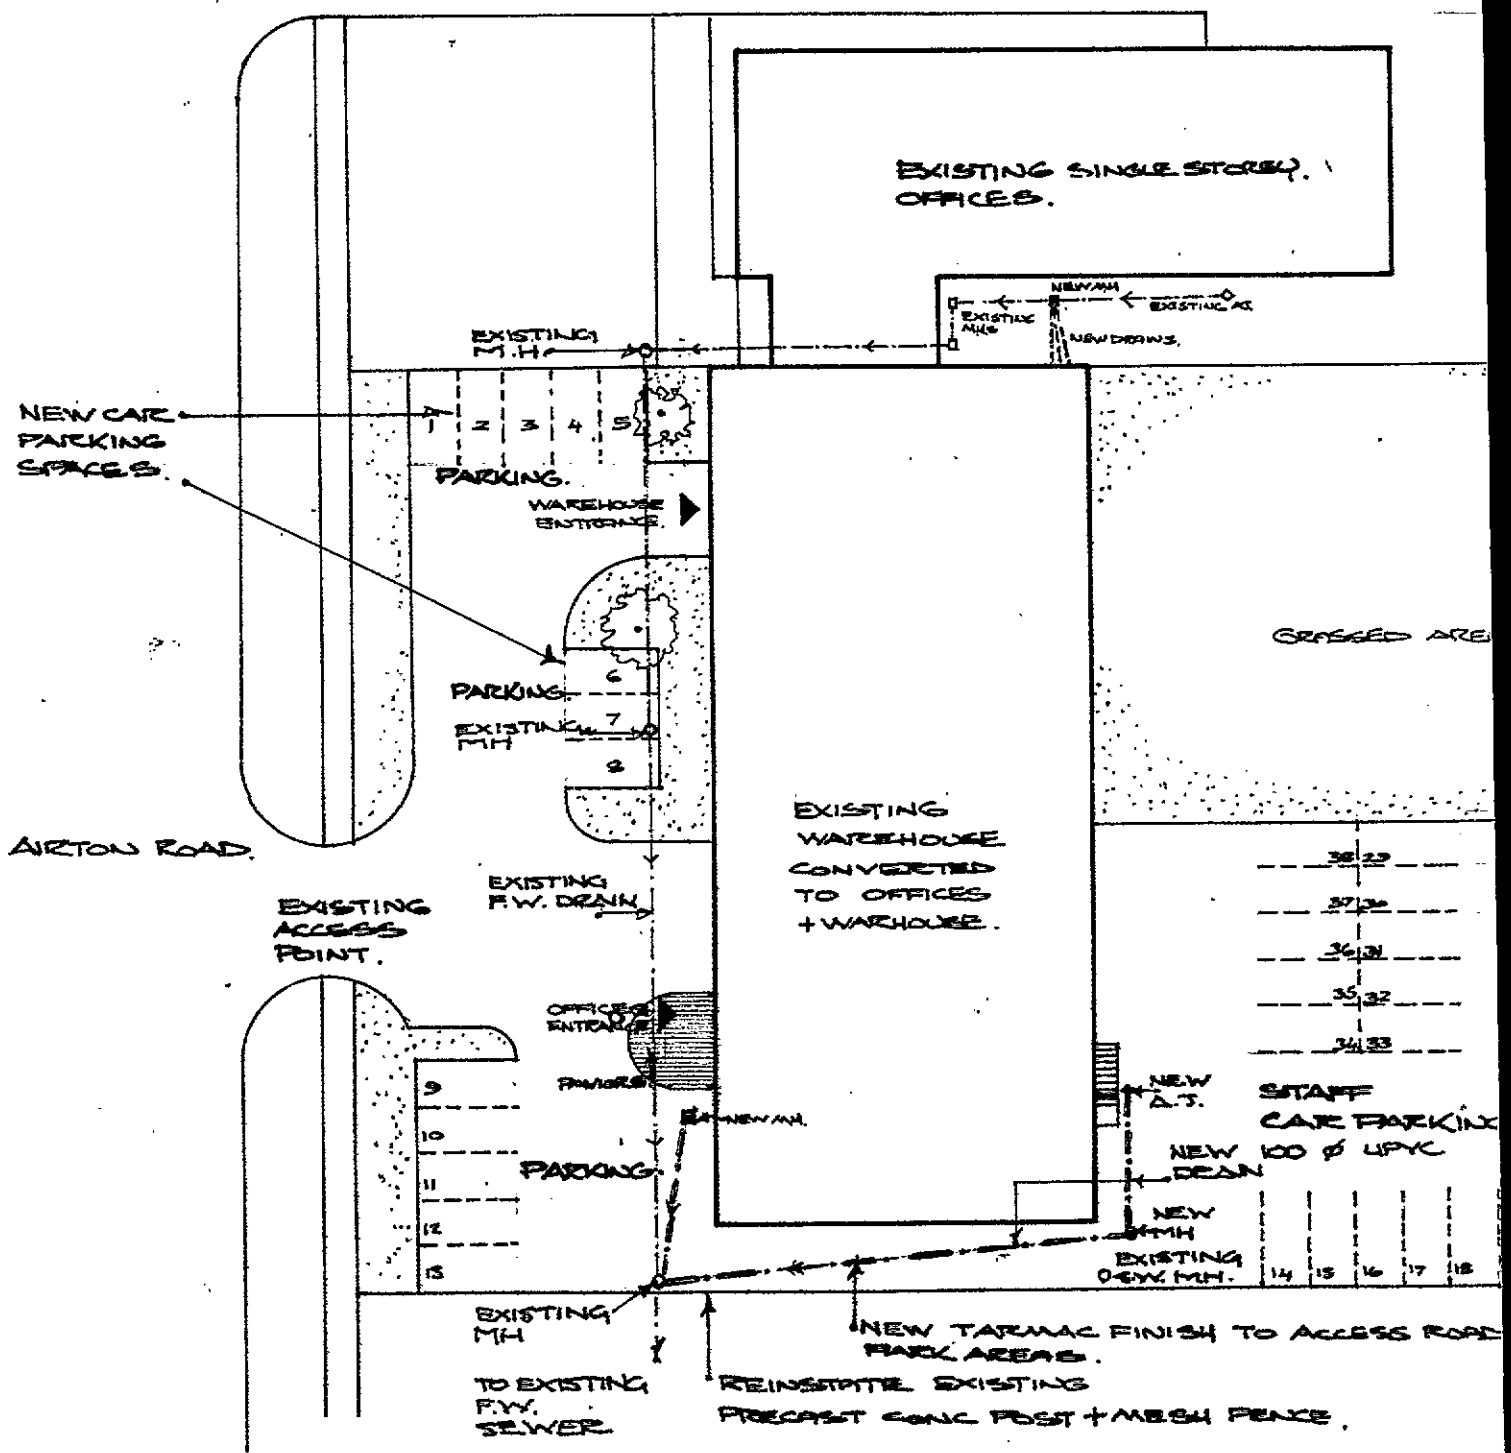 EXISTING SINGLE STOREY.
OFFICES.
NEW MH
EXISTING A.J.
EXISTING
MHS
NEW DRAINS.
EXISTING
M.H.
NEW CAR
PARKING
SPACES.
1 2 3 4 5
PARKING.
WAREHOUSE
ENTRANCE.
GRASSED ARE
6
PARKING.
7
EXISTING
MH
8
EXISTING
WAREHOUSE
CONVERTED
TO OFFICES
+ WARHOUSE.
AIRTON ROAD.
EXISTING
F.W. DRAIN
EXISTING
ACCESS
POINT.
38 29
37 30
36 31
35 32
34 33
OFFICE
ENTRANCE
PAVIORS
9
10
11
12
13
NEW MH.
PARKING.
NEW
A.J.
STAFF
CAR PARKIN
NEW 100 Ø UPVC
DRAIN
NEW
MH
EXISTING
S.W. MH.
14 15 16 17 18
EXISTING
MH
NEW TARMAC FINISH TO ACCESS ROAD
PARK AREAS.
TO EXISTING
F.W.
SEWER
REINSTATE EXISTING
PRECAST CONC POST + MESH FENCE.